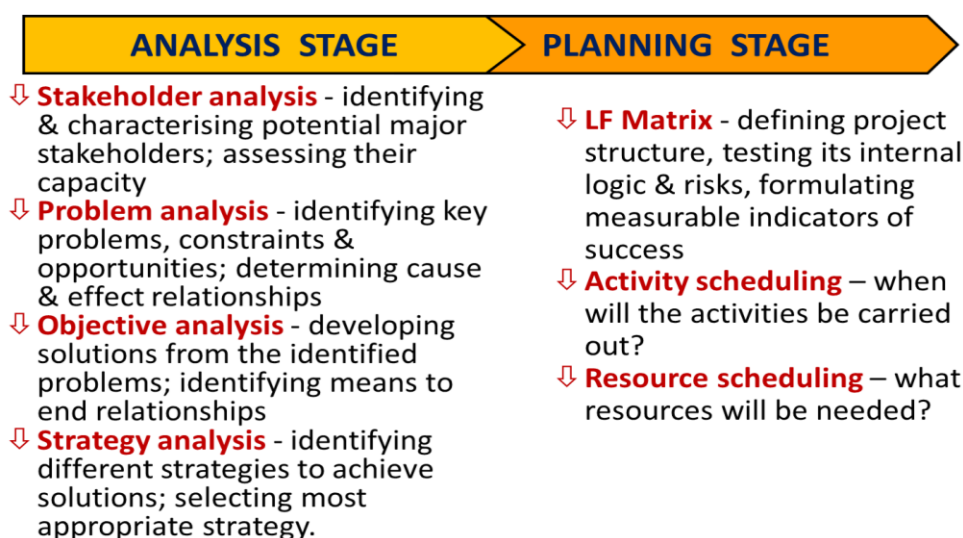 ANALYSIS STAGE
PLANNING STAGE
Stakeholder analysis - identifying
& characterising potential major
stakeholders; assessing their
capacity
Problem analysis - identifying key
problems, constraints &
opportunities; determining cause
& effect relationships
Objective analysis - developing
solutions from the identified
problems; identifying means to
end relationships
Strategy analysis - identifying
different strategies to achieve
solutions; selecting most
appropriate strategy.
LF Matrix - defining project
structure, testing its internal
logic & risks, formulating
measurable indicators of
success
Activity scheduling – when
will the activities be carried
out?
Resource scheduling – what
resources will be needed?